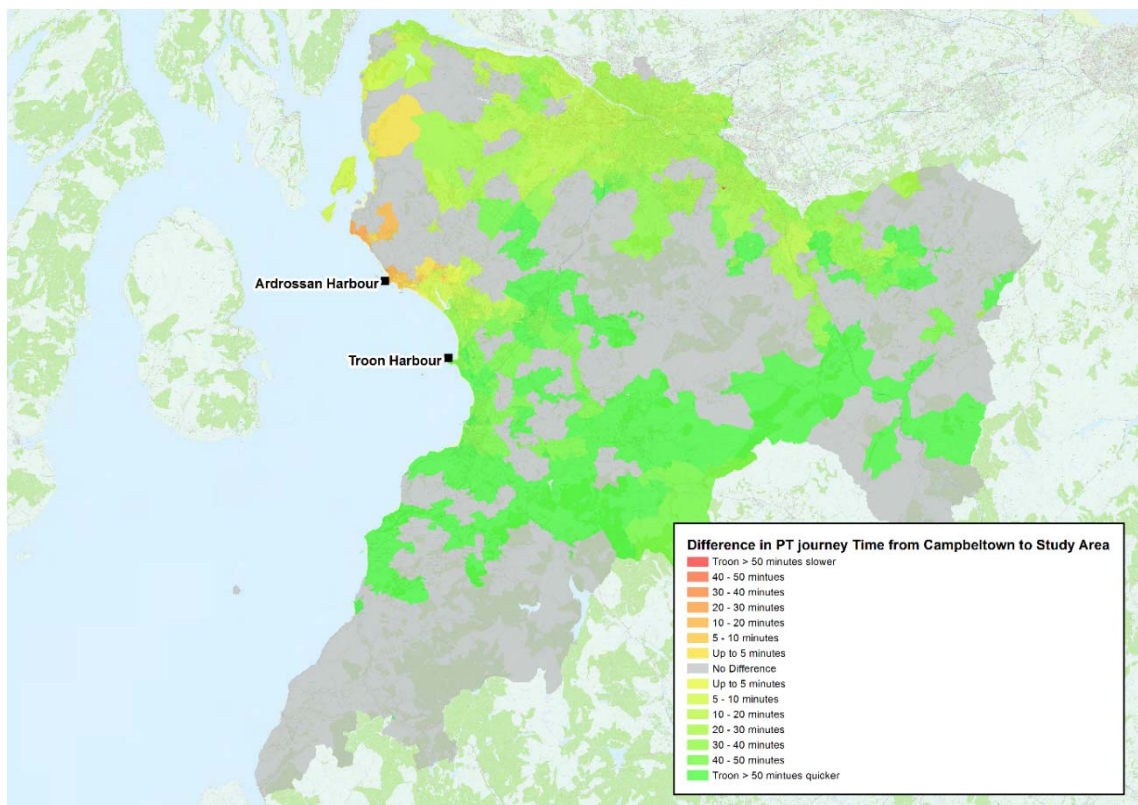 Ardrossan Harbour
Troon Harbour
Difference in PT journey Time from Campbeltown to Study Area
Troon > 50 minutes slower
40 - 50 mintues
30 - 40 minutes
20 - 30 minutes
10 - 20 minutes
5 - 10 minutes
Up to 5 minutes
No Difference
Up to 5 minutes
5 - 10 minutes
10 - 20 minutes
20 - 30 minutes
30 - 40 minutes
40 - 50 minutes
Troon > 50 mintues quicker